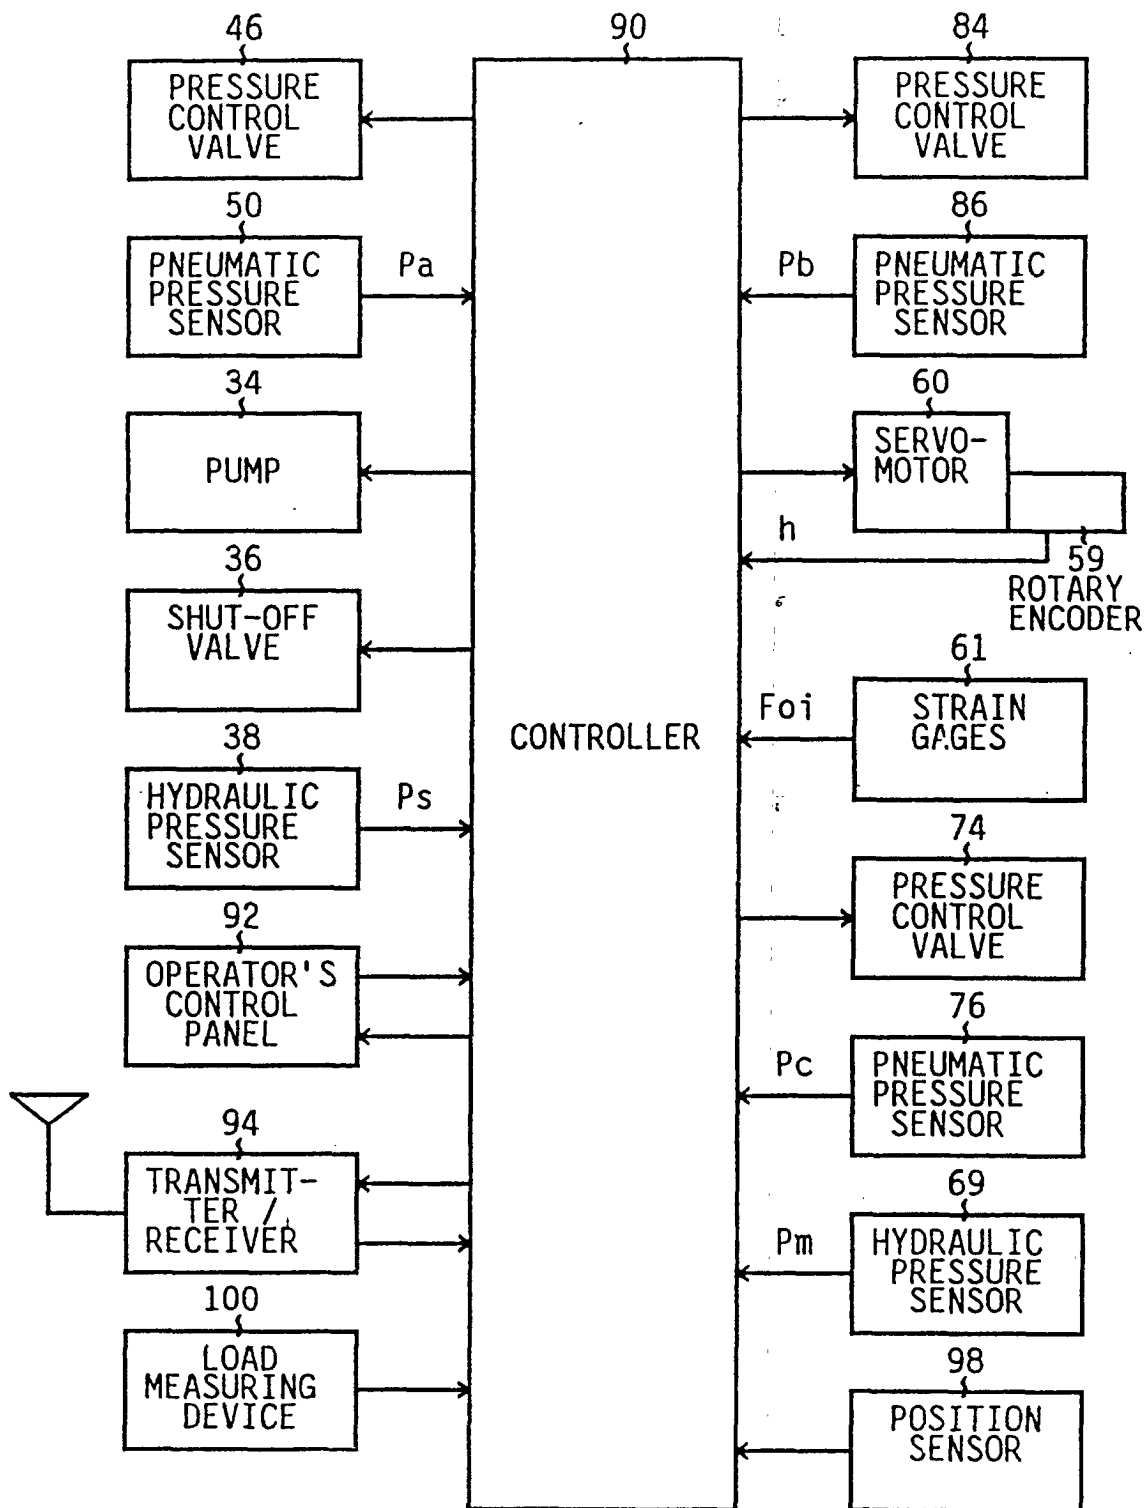 46
PRESSURE
CONTROL
VALVE
50
PNEUMATIC
PRESSURE
SENSOR
Pa
34
PUMP
36
SHUT-OFF
VALVE
38
HYDRAULIC
PRESSURE
SENSOR
Ps
92
OPERATOR'S
CONTROL
PANEL
94
TRANSMIT-
TER /
RECEIVER
100
LOAD
MEASURING
DEVICE
90
CONTROLLER
84
PRESSURE
CONTROL
VALVE
86
Pb
PNEUMATIC
PRESSURE
SENSOR
60
SERVO-
MOTOR
h
59
ROTARY
ENCODER
61
Foi
STRAIN
GAGES
74
PRESSURE
CONTROL
VALVE
76
Pc
PNEUMATIC
PRESSURE
SENSOR
69
Pm
HYDRAULIC
PRESSURE
SENSOR
98
POSITION
SENSOR